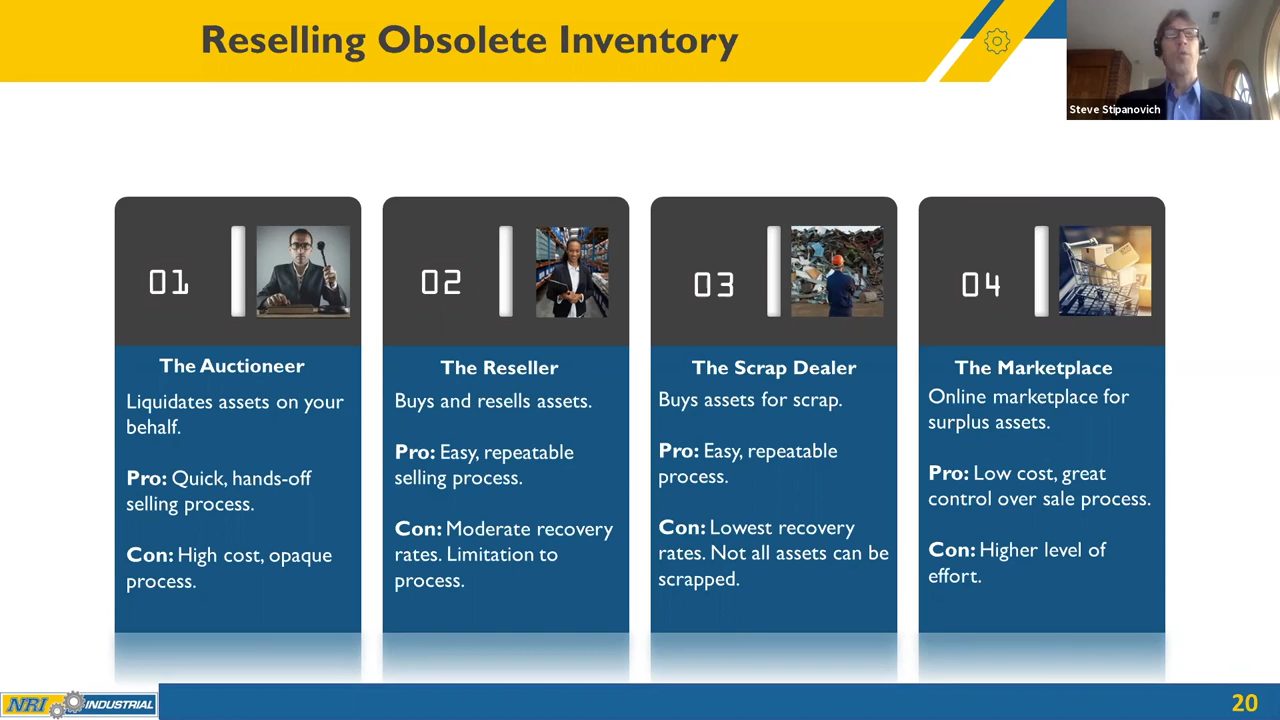 Reselling Obsolete Inventory
Steve Stipanovich
01
The Auctioneer
Liquidates assets on your
behalf.
Pro: Quick, hands-off
selling process.
Con: High cost, opaque
process.
02
The Reseller
Buys and resells assets.
Pro: Easy, repeatable
selling process.
Con: Moderate recovery
rates. Limitation to
process.
03
The Scrap Dealer
Buys assets for scrap.
Pro: Easy, repeatable
process.
Con: Lowest recovery
rates. Not all assets can be
scrapped.
04
The Marketplace
Online marketplace for
surplus assets.
Pro: Low cost, great
control over sale process.
Con: Higher level of
effort.
NRI INDUSTRIAL
20